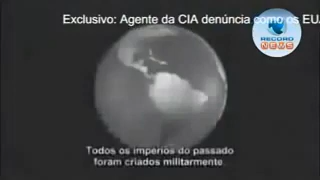 Exclusivo: Agente da CIA denúncia como os EUA
RECORD
NEWS
Todos os impérios do passado
foram criados militarmente.